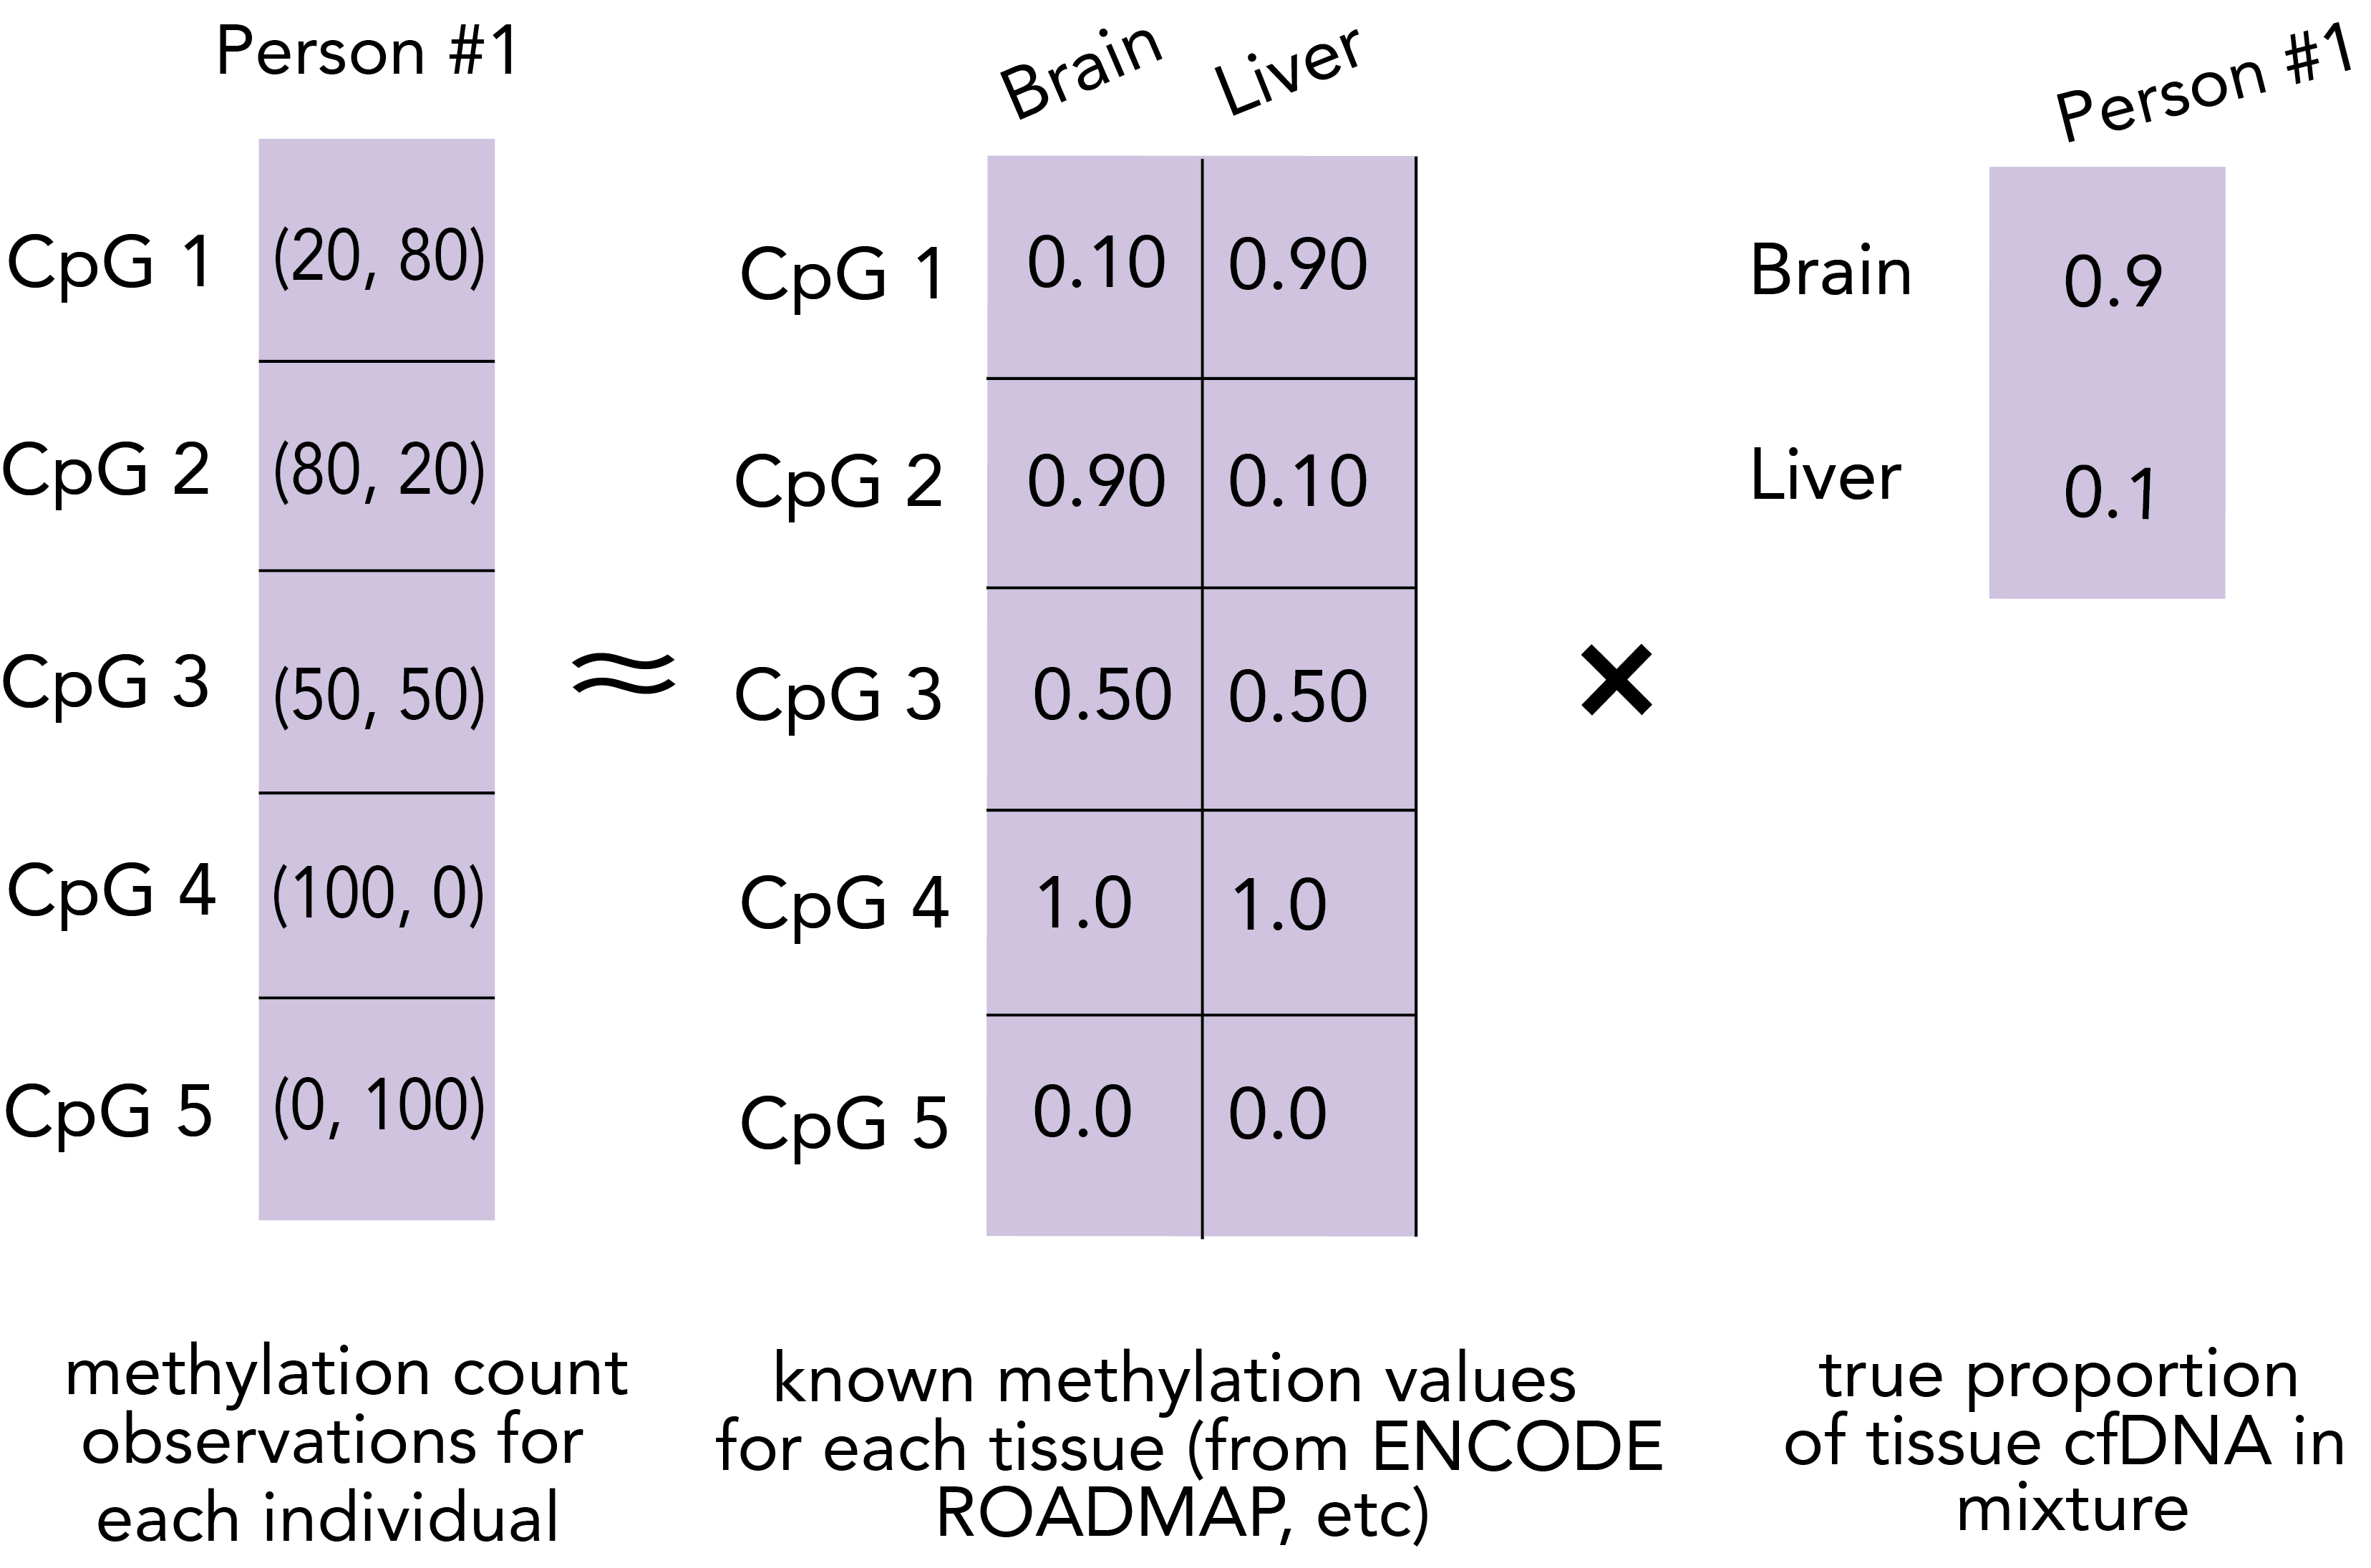 Person #1
CpG 1 (20, 80)
CpG 2 (80, 20)
CpG 3 (50, 50)
CpG 4 (100, 0)
CpG 5 (0, 100)
methylation count
observations for
each individual
≈
Brain Liver
CpG 1 0.10 0.90
CpG 2 0.90 0.10
CpG 3 0.50 0.50
CpG 4 1.0 1.0
CpG 5 0.0 0.0
known methylation values
for each tissue (from ENCODE
ROADMAP, etc)
×
Person #1
Brain 0.9
Liver 0.1
true proportion
of tissue cfDNA in
mixture